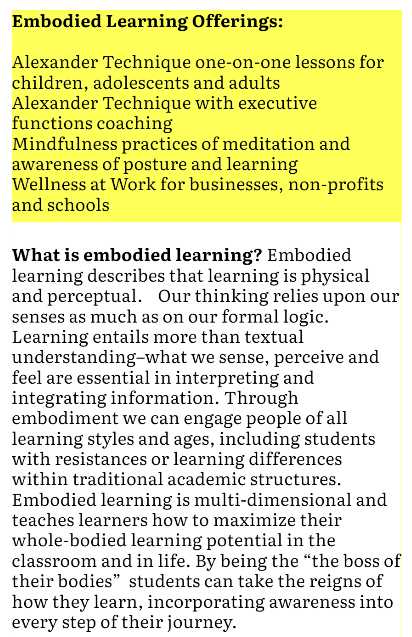 Embodied Learning Offerings:
Alexander Technique one-on-one lessons for
children, adolescents and adults
Alexander Technique with executive
functions coaching
Mindfulness practices of meditation and
awareness of posture and learning
Wellness at Work for businesses, non-profits
and schools
What is embodied learning? Embodied
learning describes that learning is physical
and perceptual.   Our thinking relies upon our
senses as much as on our formal logic.
Learning entails more than textual
understanding–what we sense, perceive and
feel are essential in interpreting and
integrating information. Through
embodiment we can engage people of all
learning styles and ages, including students
with resistances or learning differences
within traditional academic structures.
Embodied learning is multi-dimensional and
teaches learners how to maximize their
whole-bodied learning potential in the
classroom and in life. By being the “the boss of
their bodies”  students can take the reigns of
how they learn, incorporating awareness into
every step of their journey.